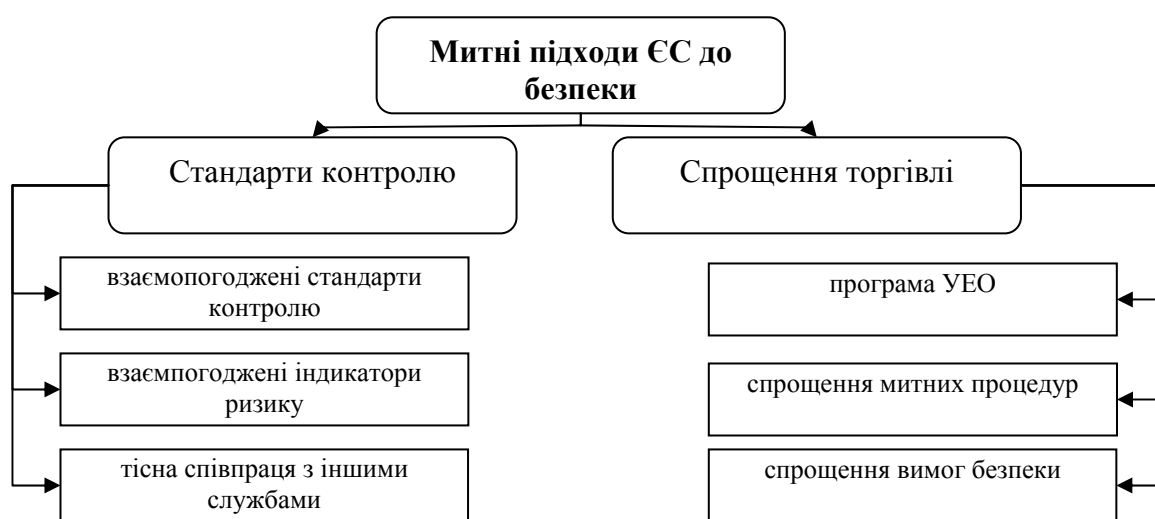 Митні підходи ЄС до
безпеки
Стандарти контролю
Спрощення торгівлі
взаємопогоджені стандарти
контролю
взаємпогоджені індикатори
ризику
тісна співпраця з іншими
службами
програма УЕО
спрощення митних процедур
спрощення вимог безпеки